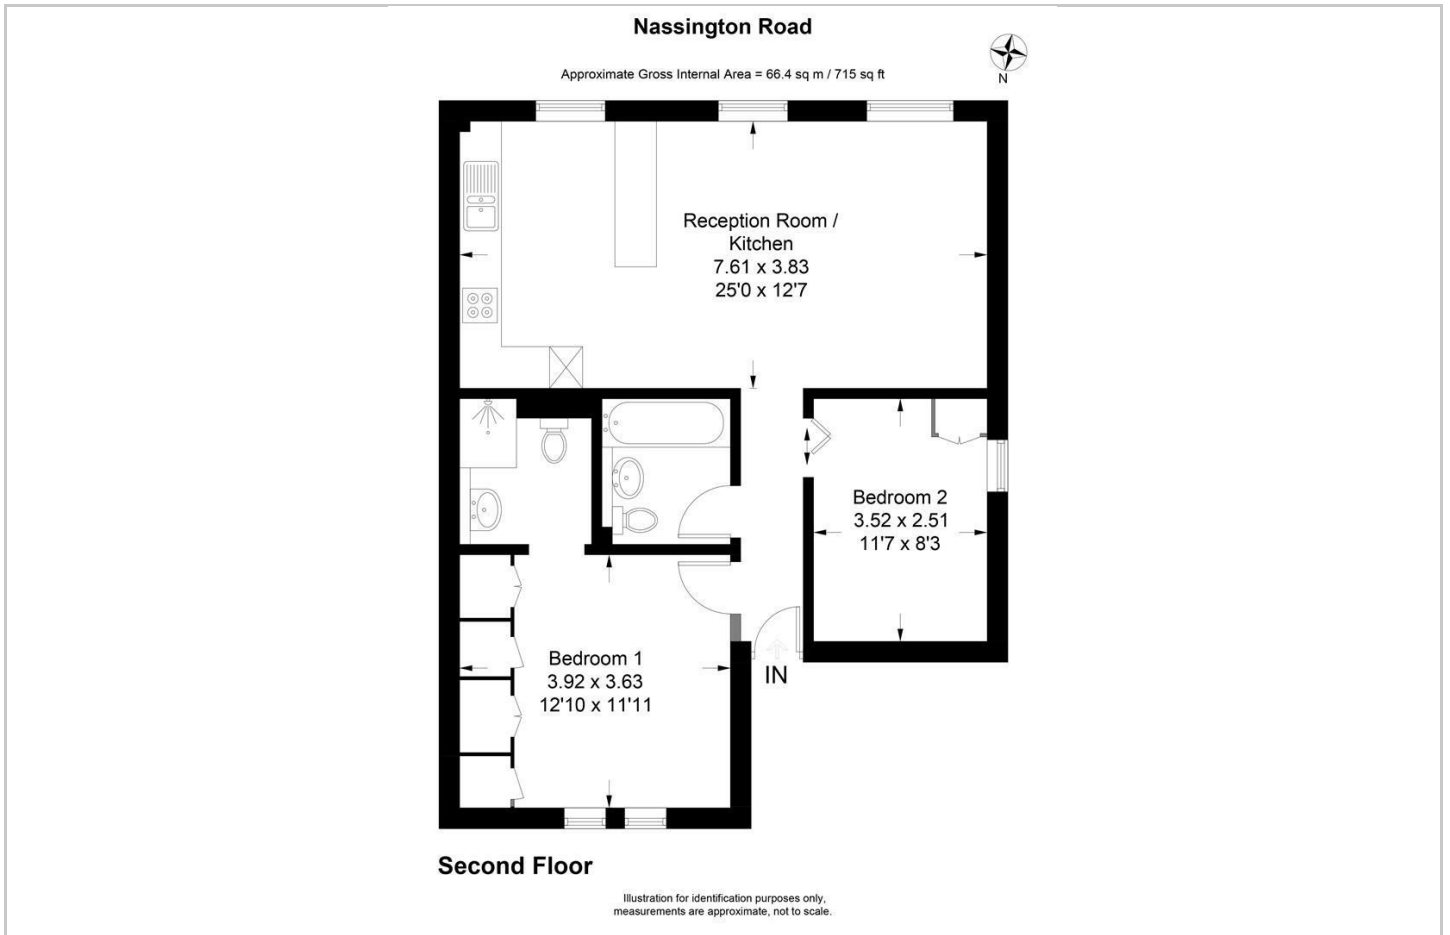 Nassington Road
Approximate Gross Internal Area = 66.4 sq m / 715 sq ft
N
Reception Room /
Kitchen
7.61 x 3.83
25'0 x 12'7
Bedroom 2
3.52 x 2.51
11'7 x 8'3
Bedroom 1
3.92 x 3.63
12'10 x 11'11
IN
Second Floor
Illustration for identification purposes only,
measurements are approximate, not to scale.